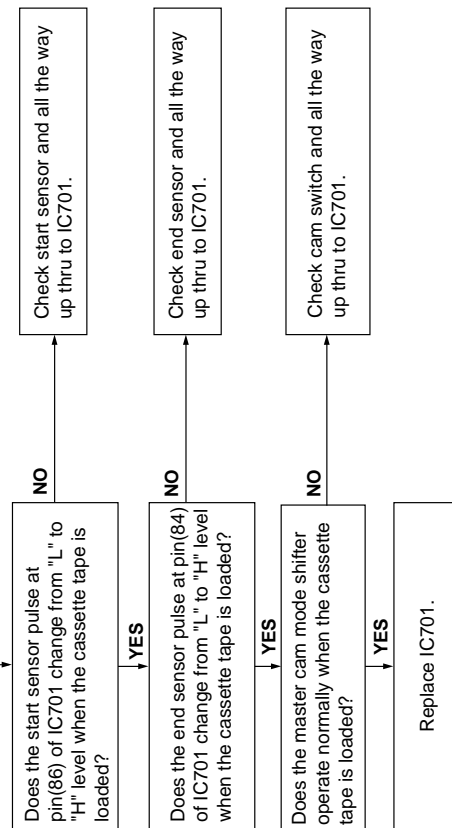 Does the start sensor pulse at
pin(86) of IC701 change from "L" to
"H" level when the cassette tape is
loaded?
NO
Check start sensor and all the way
up thru to IC701.
YES
Does the end sensor pulse at pin(84)
of IC701 change from "L" to "H" level
when the cassette tape is loaded?
NO
Check end sensor and all the way
up thru to IC701.
YES
Does the master cam mode shifter
operate normally when the cassette
tape is loaded?
NO
Check cam switch and all the way
up thru to IC701.
YES
Replace IC701.